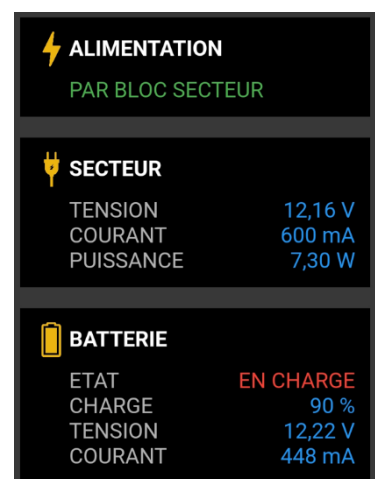 ALIMENTATION
PAR BLOC SECTEUR
SECTEUR
TENSION 12,16 V
COURANT 600 mA
PUISSANCE 7,30 W
BATTERIE
ETAT EN CHARGE
CHARGE 90 %
TENSION 12,22 V
COURANT 448 mA